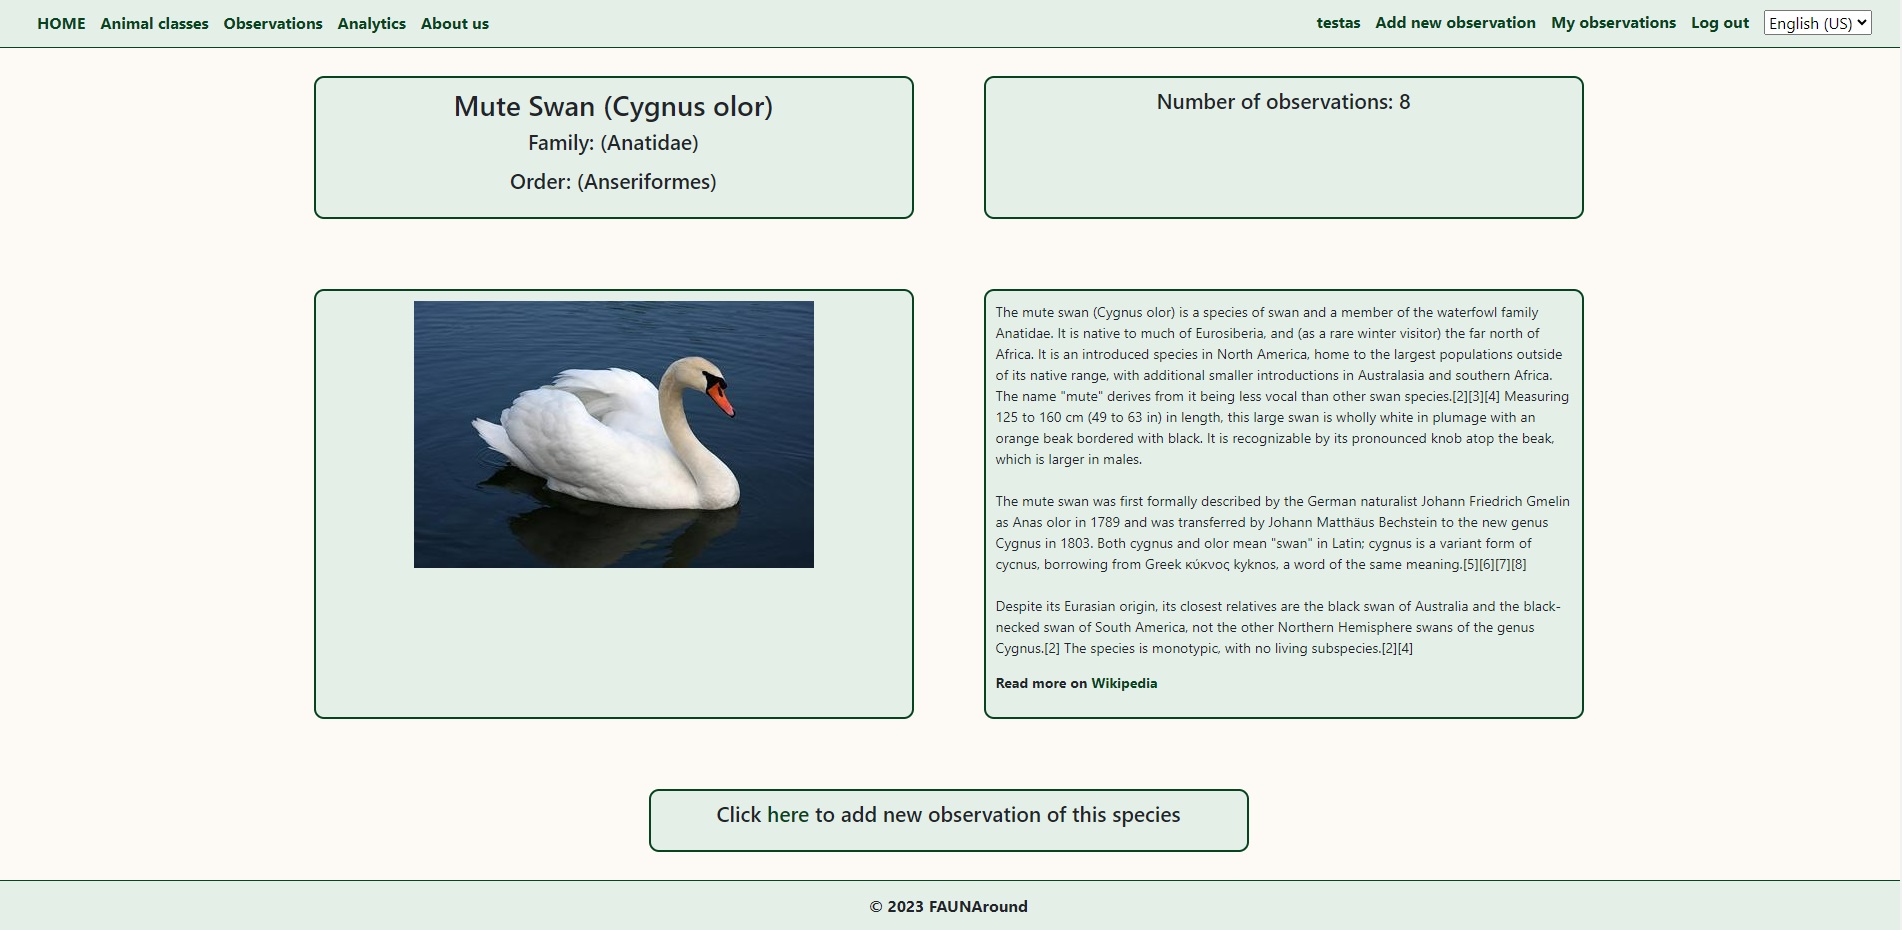 HOME Animal classes Observations Analytics About us
testas Add new observation My observations Log out English (US)
Mute Swan (Cygnus olor)
Family: (Anatidae)
Order: (Anseriformes)
Number of observations: 8
The mute swan (Cygnus olor) is a species of swan and a member of the waterfowl family
Anatidae. It is native to much of Eurosiberia, and (as a rare winter visitor) the far north of
Africa. It is an introduced species in North America, home to the largest populations outside
of its native range, with additional smaller introductions in Australasia and southern Africa.
The name "mute" derives from it being less vocal than other swan species.[2][3][4] Measuring
125 to 160 cm (49 to 63 in) in length, this large swan is wholly white in plumage with an
orange beak bordered with black. It is recognizable by its pronounced knob atop the beak,
which is larger in males.
The mute swan was first formally described by the German naturalist Johann Friedrich Gmelin
as Anas olor in 1789 and was transferred by Johann Matthäus Bechstein to the new genus
Cygnus in 1803. Both cygnus and olor mean "swan" in Latin; cygnus is a variant form of
cycnus, borrowing from Greek κύκνος kyknos, a word of the same meaning.[5][6][7][8]
Despite its Eurasian origin, its closest relatives are the black swan of Australia and the black-
necked swan of South America, not the other Northern Hemisphere swans of the genus
Cygnus.[2] The species is monotypic, with no living subspecies.[2][4]
Read more on Wikipedia
Click here to add new observation of this species
© 2023 FAUNAround